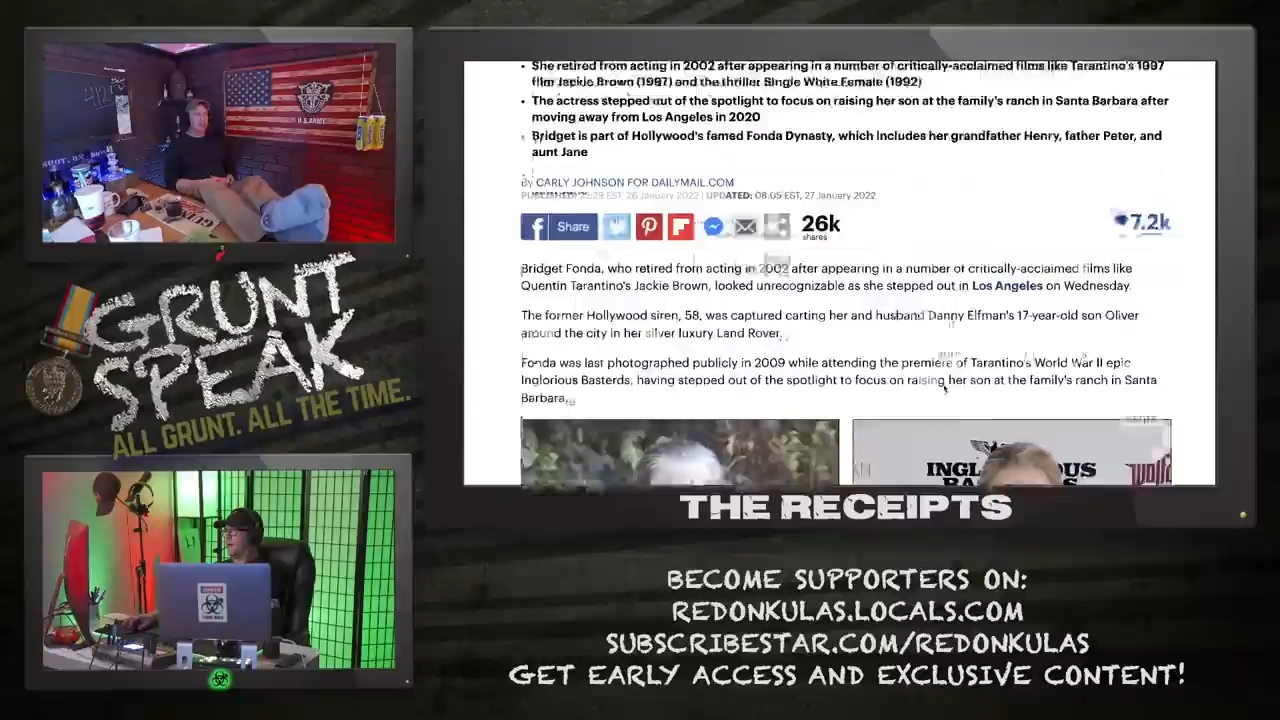 She retired from acting in 2002 after appearing in a number of critically-acclaimed films like Tarantino's 1997
film Jackie Brown (1997) and the thriller Single White Female (1992)
The actress stepped out of the spotlight to focus on raising her son at the family's ranch in Santa Barbara after
moving away from Los Angeles in 2020
Bridget is part of Hollywood's famed Fonda Dynasty, which includes her grandfather Henry, father Peter, and
aunt Jane
By CARLY JOHNSON FOR DAILYMAIL.COM
EST, 26 January 2022 | UPDATED: 08:05 EST, 27 January 2022
Share
26k
shares
7.2k
Bridget Fonda, who retired from acting in 2002 after appearing in a number of critically-acclaimed films like
Quentin Tarantino's Jackie Brown, looked unrecognizable as she stepped out in Los Angeles on Wednesday.
The former Hollywood siren, 58, was captured carting her and husband Danny Elfman's 17-year-old son Oliver
around the city in her silver luxury Land Rover.
Fonda was last photographed publicly in 2009 while attending the premiere of Tarantino's World War II epic
Inglorious Basterds, having stepped out of the spotlight to focus on raising her son at the family's ranch in Santa
Barbara.
U.S. ARMY
GRUNT
SPEAK
ALL GRUNT. ALL THE TIME.
THE RECEIPTS
BECOME SUPPORTERS ON:
REDONKULAS.LOCALS.COM
SUBSCRIBESTAR.COM/REDONKULAS
GET EARLY ACCESS AND EXCLUSIVE CONTENT!